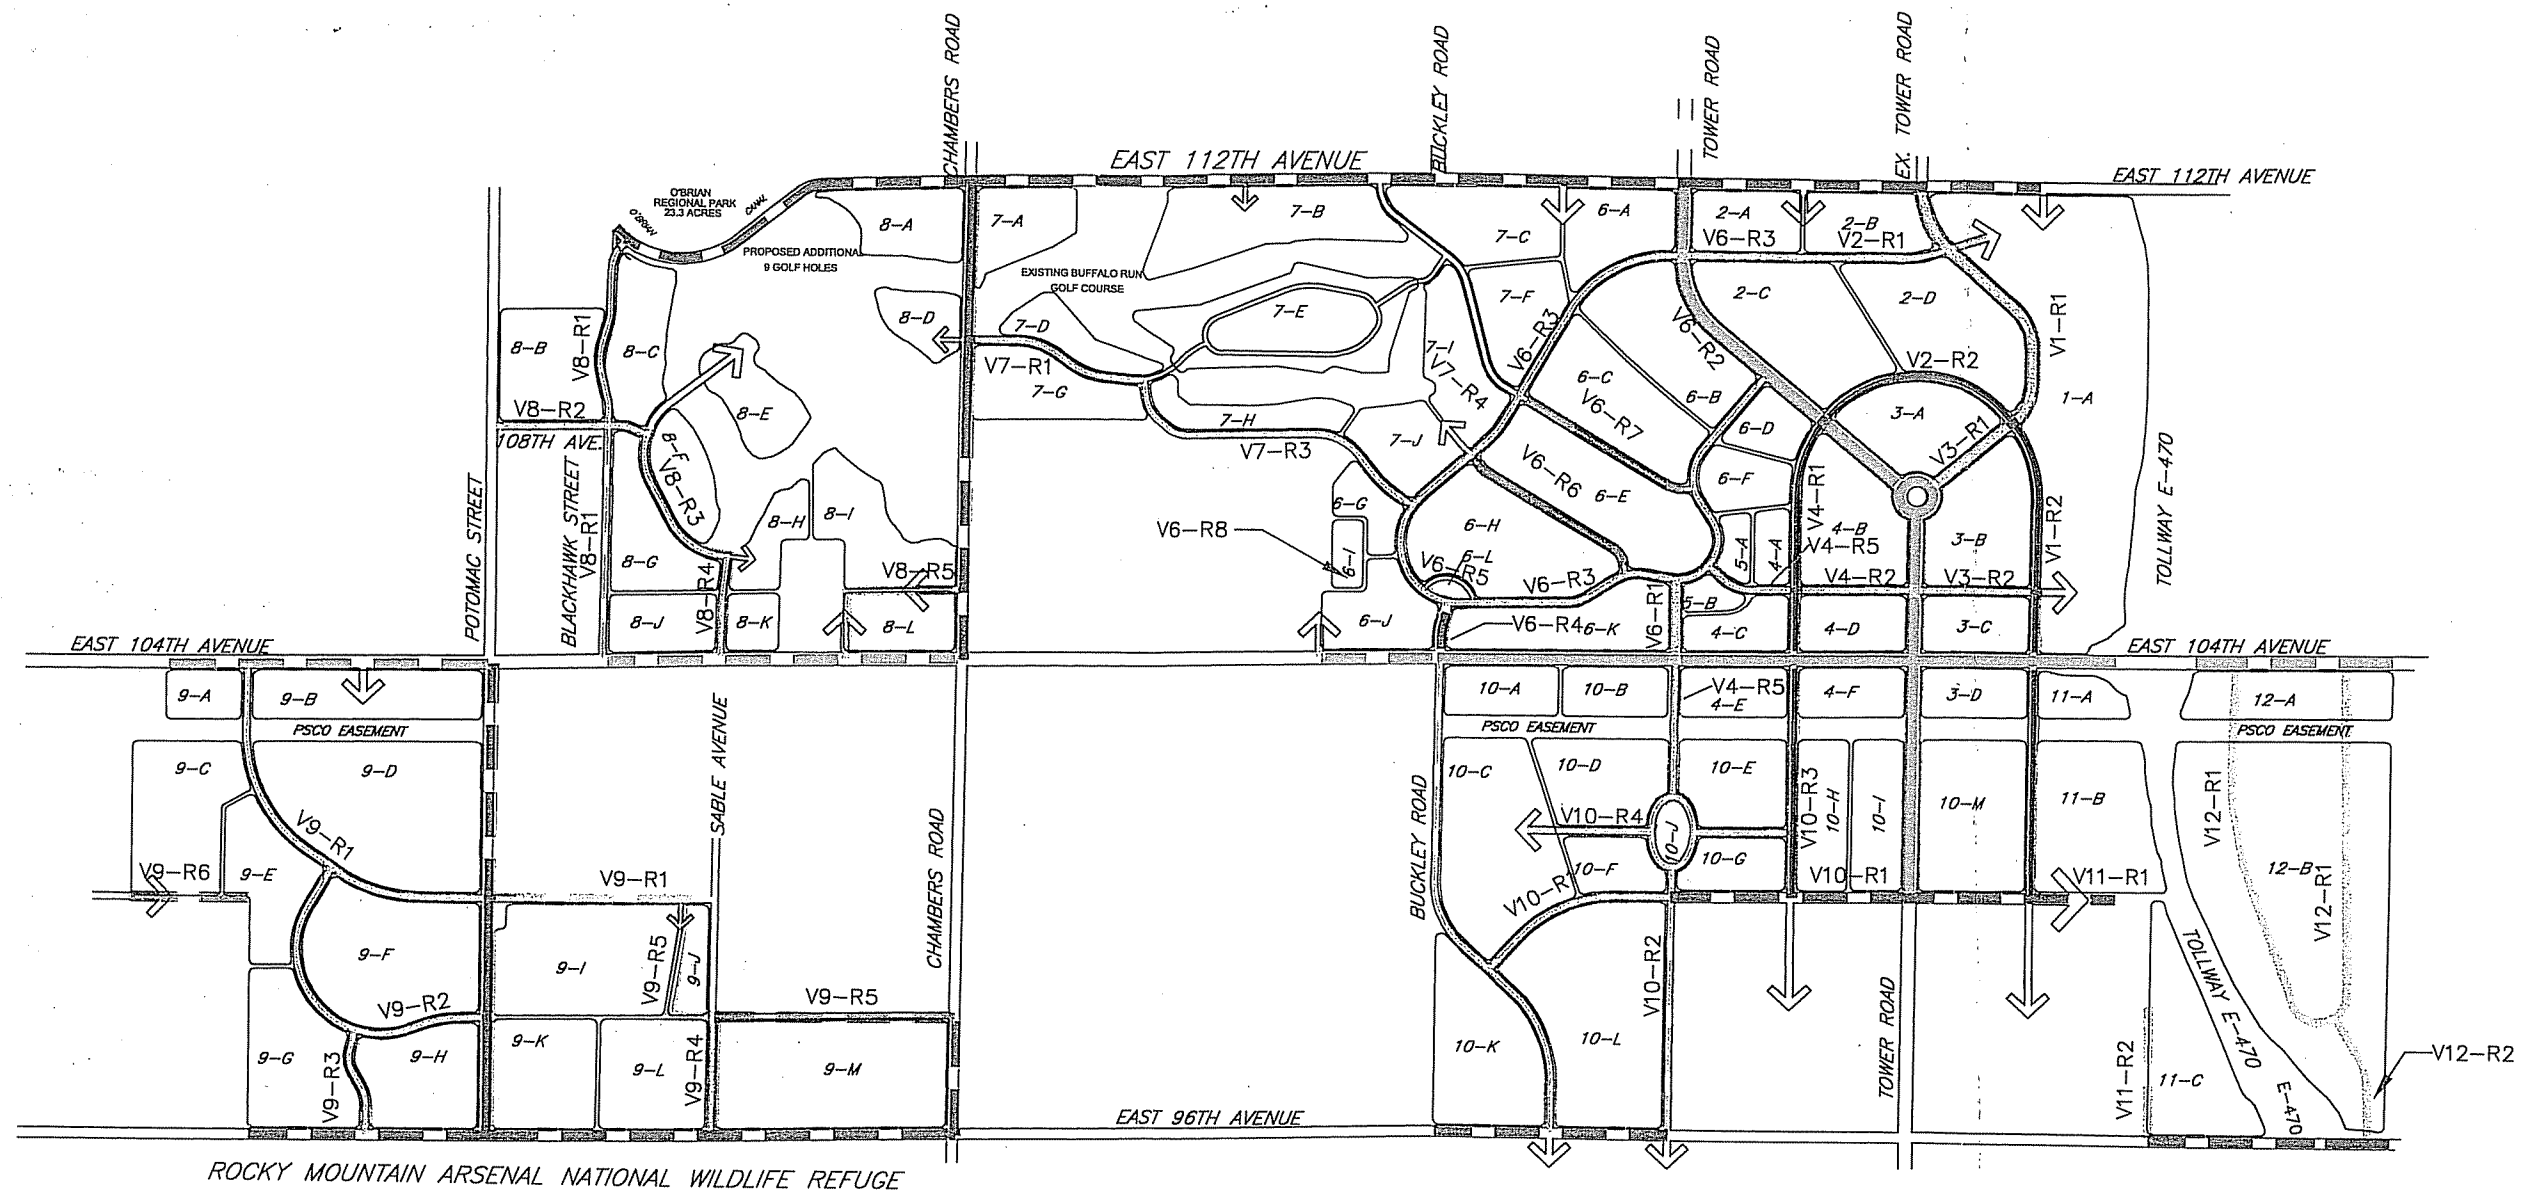 CHAMBERS ROAD
BUCKLEY ROAD
TOWER ROAD
EX. TOWER ROAD
EAST 112TH AVENUE
EAST 112TH AVENUE
O'BRIAN
REGIONAL PARK
23.3 ACRES
O'BRIAN
CANAL
PROPOSED ADDITIONAL
9 GOLF HOLES
EXISTING BUFFALO RUN
GOLF COURSE
8-A
7-A
7-B
7-C
6-A
2-A
2-B
V6-R3
V2-R1
8-B
V8-R1
8-C
8-D
7-D
7-E
7-F
V6-R3
V6-R2
2-C
2-D
V1-R1
V7-R1
7-G
7-I
V7-R4
V2-R2
8-E
V8-R2
108TH AVE.
8-F
V8-R3
7-H
V7-R3
7-J
6-C
V6-R7
6-B
6-D
3-A
V3-R1
1-A
POTOMAC STREET
BLACKHAWK STREET
V8-R1
8-G
8-H
8-I
V6-R8
6-G
6-I
6-H
V6-R6
6-E
6-F
V4-R1
4-B
V4-R5
5-A
4-A
3-B
V1-R2
TOLLWAY E-470
V8-R4
V8-R5
6-L
V6-R5
V6-R3
V6-R1
5-B
V4-R2
V3-R2
8-J
8-K
8-L
6-J
V6-R4
6-K
4-C
4-D
3-C
EAST 104TH AVENUE
EAST 104TH AVENUE
9-A
9-B
PSCO EASEMENT
10-A
10-B
V4-R5
4-E
4-F
3-D
11-A
12-A
PSCO EASEMENT
PSCO EASEMENT
9-C
9-D
SABLE AVENUE
CHAMBERS ROAD
BUCKLEY ROAD
10-C
10-D
10-E
V10-R3
10-H
10-I
10-M
11-B
V12-R1
V9-R1
V9-R6
9-E
V9-R1
V10-R4
10-J
10-F
10-G
V10-R1
V10-R1
V11-R1
12-B
V12-R1
9-F
9-I
V9-R5
9-J
V9-R2
V9-R5
V10-R2
TOWER ROAD
TOLLWAY E-470
9-G
V9-R3
9-H
9-K
9-L
V9-R4
9-M
10-K
10-L
V11-R2
11-C
E-470
V12-R2
EAST 96TH AVENUE
ROCKY MOUNTAIN ARSENAL NATIONAL WILDLIFE REFUGE